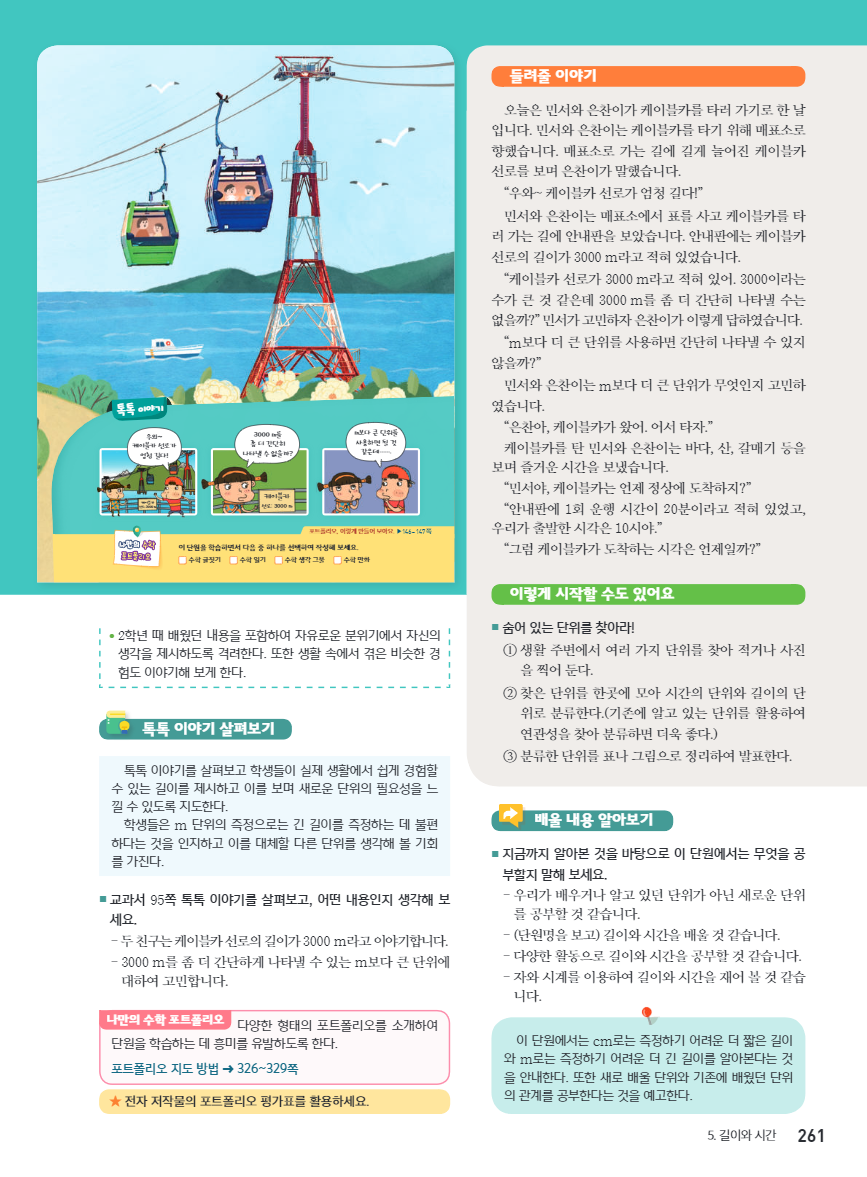 톡톡 이야기
우와~
케이블카 선로가
엄청 길다!
3000 m를
좀 더 간단히
나타낼 수 없을까?
m보다 큰 단위를
사용하면 될 것
같은데……
케이블카
선로: 3000 m
포트폴리오, 이렇게 만들어 보아요. ▶146~147쪽
나만의 수학
포트폴리오
이 단원을 학습하면서 다음 중 하나를 선택하여 작성해 보세요.
수학 글짓기 수학 일기 수학 생각 그물 수학 만화
• 2학년 때 배웠던 내용을 포함하여 자유로운 분위기에서 자신의
생각을 제시하도록 격려한다. 또한 생활 속에서 겪은 비슷한 경
험도 이야기해 보게 한다.
톡톡 이야기 살펴보기
톡톡 이야기를 살펴보고 학생들이 실제 생활에서 쉽게 경험할
수 있는 길이를 제시하고 이를 보며 새로운 단위의 필요성을 느
낄 수 있도록 지도한다.
학생들은 m 단위의 측정으로는 긴 길이를 측정하는 데 불편
하다는 것을 인지하고 이를 대체할 다른 단위를 생각해 볼 기회
를 가진다.
■ 교과서 95쪽 톡톡 이야기를 살펴보고, 어떤 내용인지 생각해 보
세요.
- 두 친구는 케이블카 선로의 길이가 3000 m라고 이야기합니다.
- 3000 m를 좀 더 간단하게 나타낼 수 있는 m보다 큰 단위에
대하여 고민합니다.
나만의 수학 포트폴리오 다양한 형태의 포트폴리오를 소개하여
단원을 학습하는 데 흥미를 유발하도록 한다.
포트폴리오 지도 방법 ➜ 326~329쪽
★ 전자 저작물의 포트폴리오 평가표를 활용하세요.
들려줄 이야기
오늘은 민서와 은찬이가 케이블카를 타러 가기로 한 날
입니다. 민서와 은찬이는 케이블카를 타기 위해 매표소로
향했습니다. 매표소로 가는 길에 길게 늘어진 케이블카
선로를 보며 은찬이가 말했습니다.
“우와~ 케이블카 선로가 엄청 길다!”
민서와 은찬이는 매표소에서 표를 사고 케이블카를 타
러 가는 길에 안내판을 보았습니다. 안내판에는 케이블카
선로의 길이가 3000 m라고 적혀 있었습니다.
“케이블카 선로가 3000 m라고 적혀 있어. 3000이라는
수가 큰 것 같은데 3000 m를 좀 더 간단히 나타낼 수는
없을까?” 민서가 고민하자 은찬이가 이렇게 답하였습니다.
“m보다 더 큰 단위를 사용하면 간단히 나타낼 수 있지
않을까?”
민서와 은찬이는 m보다 더 큰 단위가 무엇인지 고민하
였습니다.
“은찬아, 케이블카가 왔어. 어서 타자.”
케이블카를 탄 민서와 은찬이는 바다, 산, 갈매기 등을
보며 즐거운 시간을 보냈습니다.
“민서야, 케이블카는 언제 정상에 도착하지?”
“안내판에 1회 운행 시간이 20분이라고 적혀 있었고,
우리가 출발한 시각은 10시야.”
“그럼 케이블카가 도착하는 시각은 언제일까?”
이렇게 시작할 수도 있어요
■ 숨어 있는 단위를 찾아라!
① 생활 주변에서 여러 가지 단위를 찾아 적거나 사진
을 찍어 둔다.
② 찾은 단위를 한곳에 모아 시간의 단위와 길이의 단
위로 분류한다.(기존에 알고 있는 단위를 활용하여
연관성을 찾아 분류하면 더욱 좋다.)
③ 분류한 단위를 표나 그림으로 정리하여 발표한다.
배울 내용 알아보기
■ 지금까지 알아본 것을 바탕으로 이 단원에서는 무엇을 공
부할지 말해 보세요.
- 우리가 배우거나 알고 있던 단위가 아닌 새로운 단위
를 공부할 것 같습니다.
- (단원명을 보고) 길이와 시간을 배울 것 같습니다.
- 다양한 활동으로 길이와 시간을 공부할 것 같습니다.
- 자와 시계를 이용하여 길이와 시간을 재어 볼 것 같습
니다.
이 단원에서는 cm로는 측정하기 어려운 더 짧은 길이
와 m로는 측정하기 어려운 더 긴 길이를 알아본다는 것
을 안내한다. 또한 새로 배울 단위와 기존에 배웠던 단위
의 관계를 공부한다는 것을 예고한다.
5. 길이와 시간 261